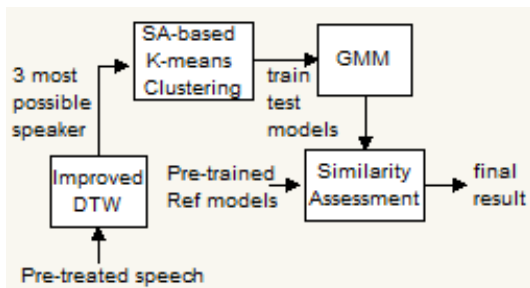 SA-based
K-means
Clustering
GMM
3 most
possible
speaker
train
test
models
Improved
DTW
Pre-trained
Ref models
Similarity
Assessment
final
result
Pre-treated speech